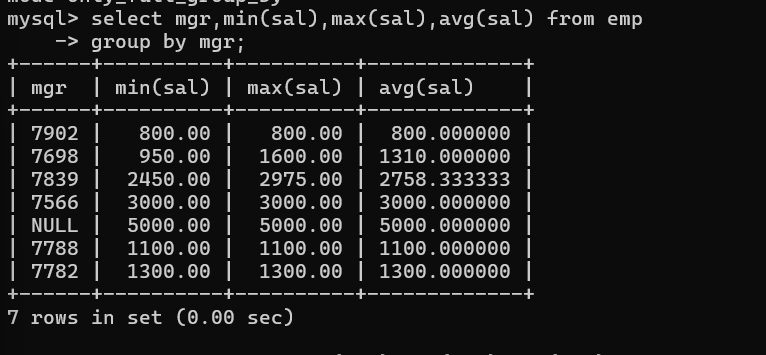 mode=only_full_group_by
mysql> select mgr,min(sal),max(sal),avg(sal) from emp
    -> group by mgr;
+------+----------+----------+-------------+
| mgr  | min(sal) | max(sal) | avg(sal)    |
+------+----------+----------+-------------+
| 7902 |   800.00 |   800.00 |  800.000000 |
| 7698 |   950.00 |  1600.00 | 1310.000000 |
| 7839 |  2450.00 |  2975.00 | 2758.333333 |
| 7566 |  3000.00 |  3000.00 | 3000.000000 |
| NULL |  5000.00 |  5000.00 | 5000.000000 |
| 7788 |  1100.00 |  1100.00 | 1100.000000 |
| 7782 |  1300.00 |  1300.00 | 1300.000000 |
+------+----------+----------+-------------+
7 rows in set (0.00 sec)